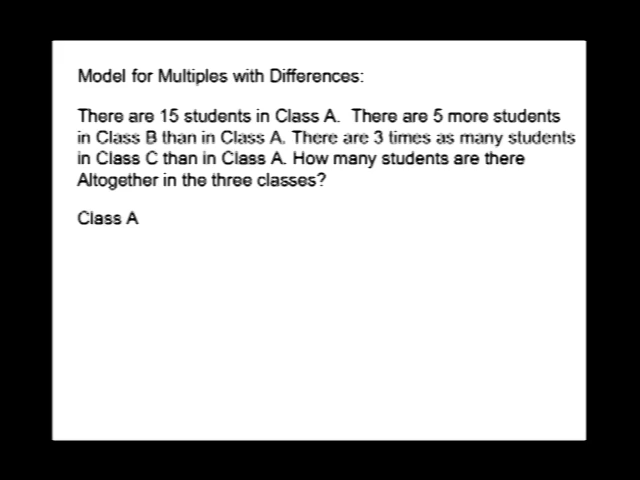 Model for Multiples with Differences:
There are 15 students in Class A.  There are 5 more students
in Class B than in Class A. There are 3 times as many students
in Class C than in Class A. How many students are there
Altogether in the three classes?
Class A